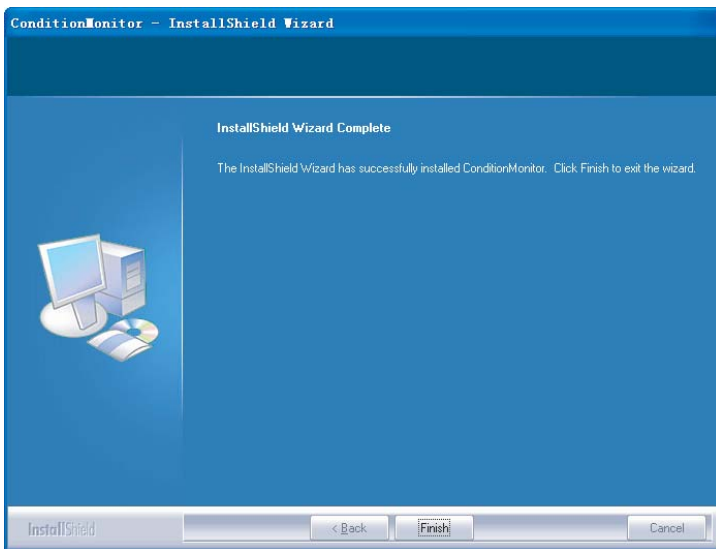 ConditionMonitor - InstallShield Wizard
InstallShield Wizard Complete
The InstallShield Wizard has successfully installed ConditionMonitor. Click Finish to exit the wizard.
InstallShield
< Back
Finish
Cancel